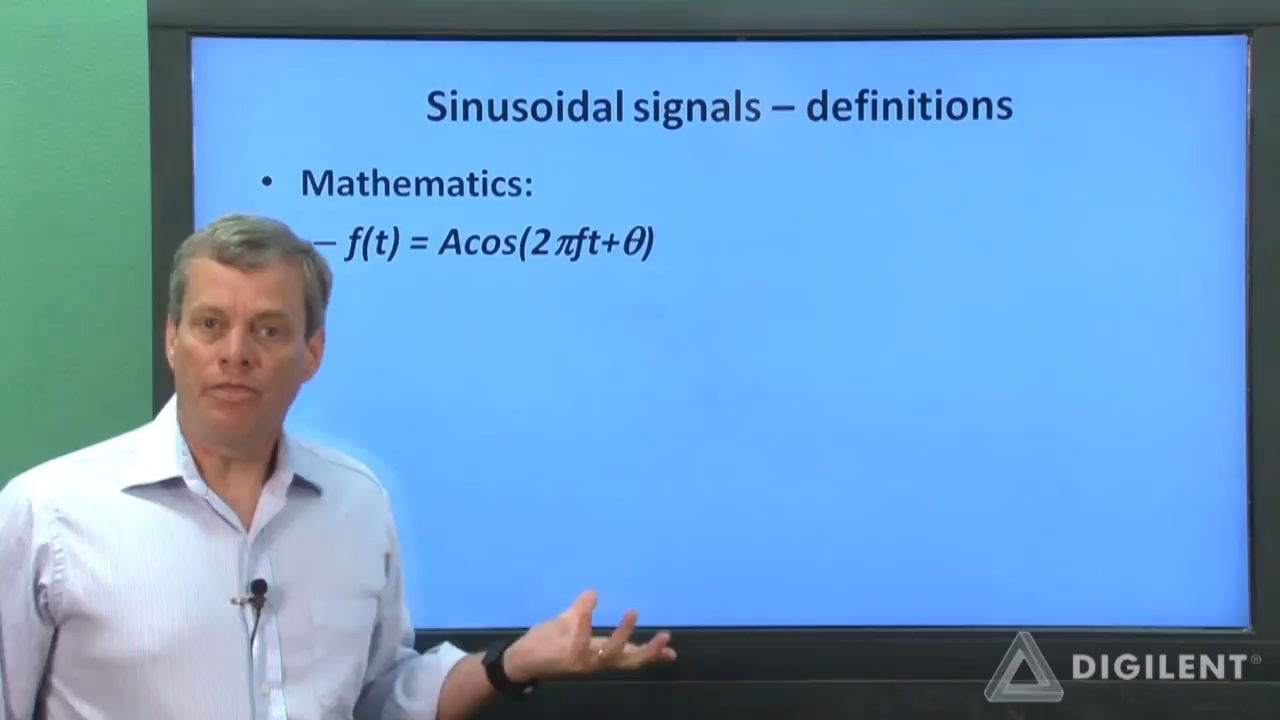 Sinusoidal signals – definitions
• Mathematics:
– f(t) = Acos(2πft+θ)
DIGILENT®